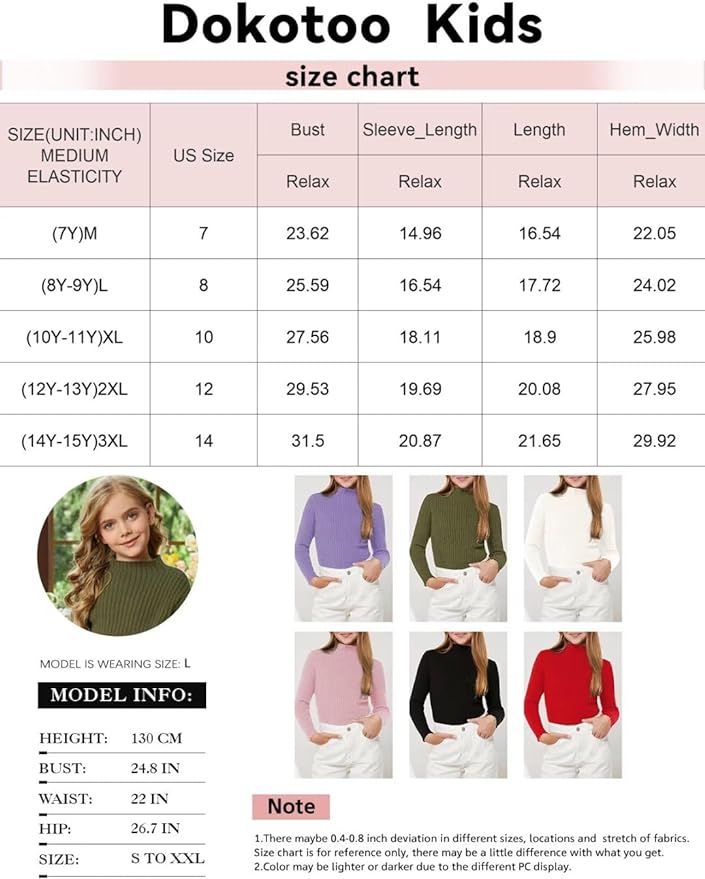 Dokotoo Kids
size chart
SIZE(UNIT:INCH) MEDIUM ELASTICITY US Size Bust Sleeve_Length Length Hem_Width
Relax Relax Relax Relax
(7Y)M 7 23.62 14.96 16.54 22.05
(8Y-9Y)L 8 25.59 16.54 17.72 24.02
(10Y-11Y)XL 10 27.56 18.11 18.9 25.98
(12Y-13Y)2XL 12 29.53 19.69 20.08 27.95
(14Y-15Y)3XL 14 31.5 20.87 21.65 29.92
MODEL IS WEARING SIZE: L
MODEL INFO:
HEIGHT: 130 CM
BUST: 24.8 IN
WAIST: 22 IN
HIP: 26.7 IN
SIZE: S TO XXL
Note
1.There maybe 0.4-0.8 inch deviation in different sizes, locations and stretch of fabrics.
Size chart is for reference only, there may be a little difference with what you get.
2.Color may be lighter or darker due to the different PC display.